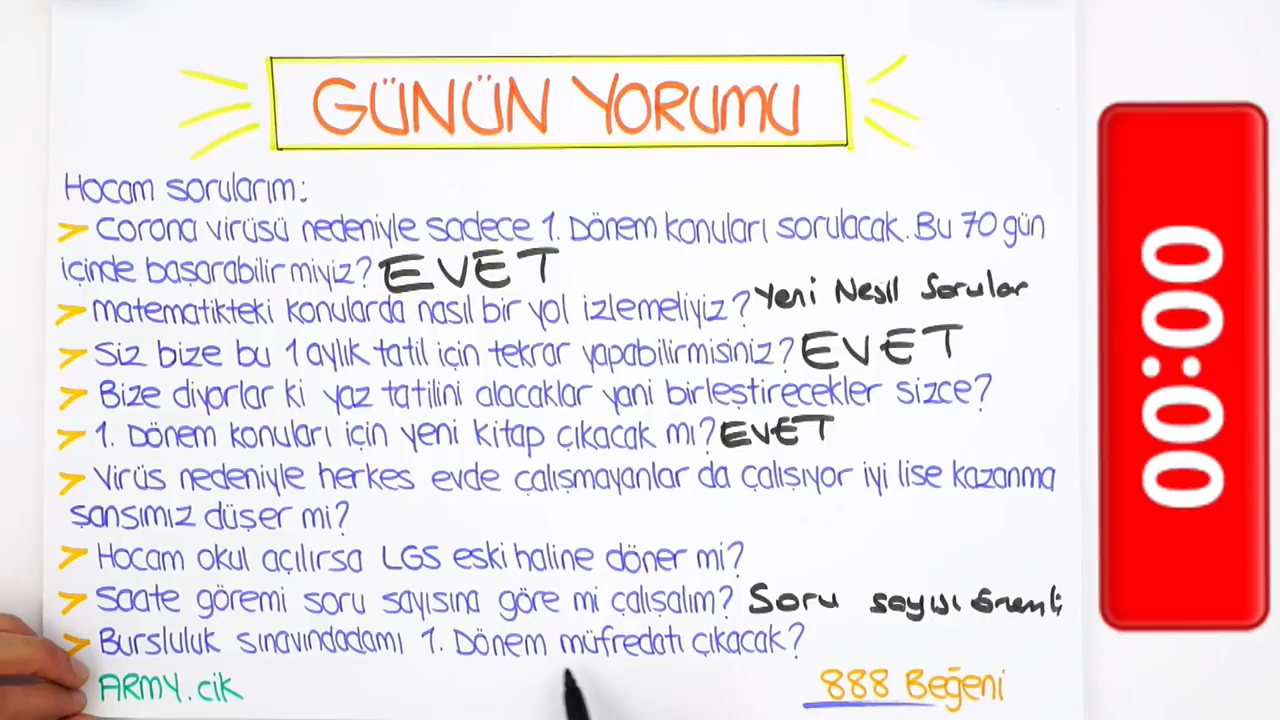 GÜNÜN YORUMU
Hocam sorularım:
➤ Corona virüsü nedeniyle sadece 1. Dönem konuları sorulacak. Bu 70 gün
içinde başarabilir miyiz? EVET
➤ matematikteki konularda nasıl bir yol izlemeliyiz? Yeni Nesil Sorular
➤ Siz bize bu 1 aylık tatil için tekrar yapabilirmisiniz? EVET
➤ Bize diyorlar ki yaz tatilini alacaklar yani birleştirecekler sizce?
➤ 1. Dönem konuları için yeni kitap çıkacak mı? EVET
➤ Virüs nedeniyle herkes evde çalışmayanlar da çalışıyor iyi lise kazanma
şansımız düşer mi?
➤ Hocam okul açılırsa LGS eski haline döner mi?
➤ Saate göremi soru sayısına göre mi çalışalım? Soru sayısı önemli
➤ Bursluluk sınavındadamı 1. Dönem müfredatı çıkacak?
ARMY.cik
888 Beğeni
00:00